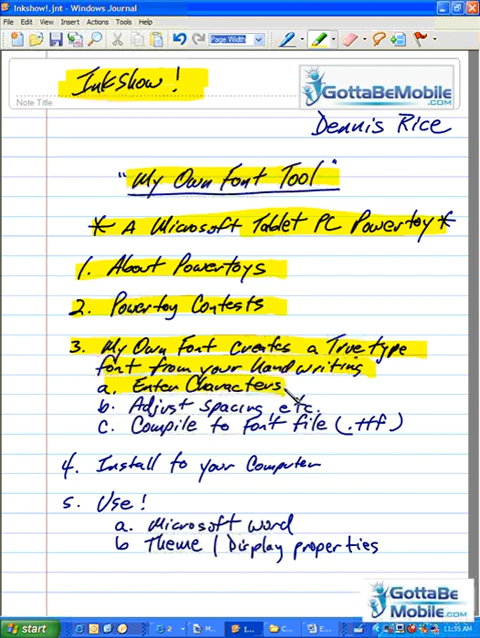 Inkshow!.jnt - Windows Journal
File Edit View Insert Actions Tools Help
Page Width
Inkshow!
GottaBeMobile
.COM
Note Title
Dennis Rice
"My Own Font Tool"
* A Microsoft Tablet PC Powertoy *
1. About Powertoys
2. Powertoy Contests
3. My Own Font creates a Truetype
font from your Handwriting
a. Enter Characters
b. Adjust spacing, etc.
c. Compile to Font file (.ttf)
4. Install to your Computer
5. Use!
a. Microsoft Word
b Theme / Display properties
GottaBe
Mobile.com
start 2 M... I... C... E... 11:35 AM